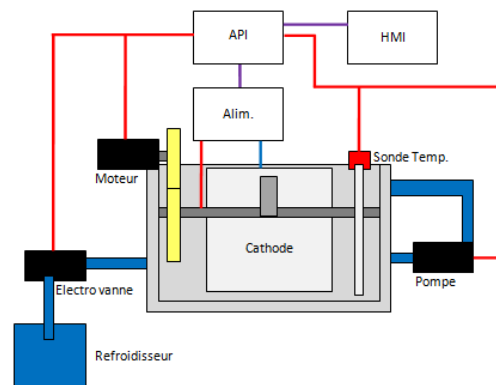 API
HMI
Alim.
Sonde Temp.
Moteur
Cathode
Electro vanne
Pompe
Refroidisseur